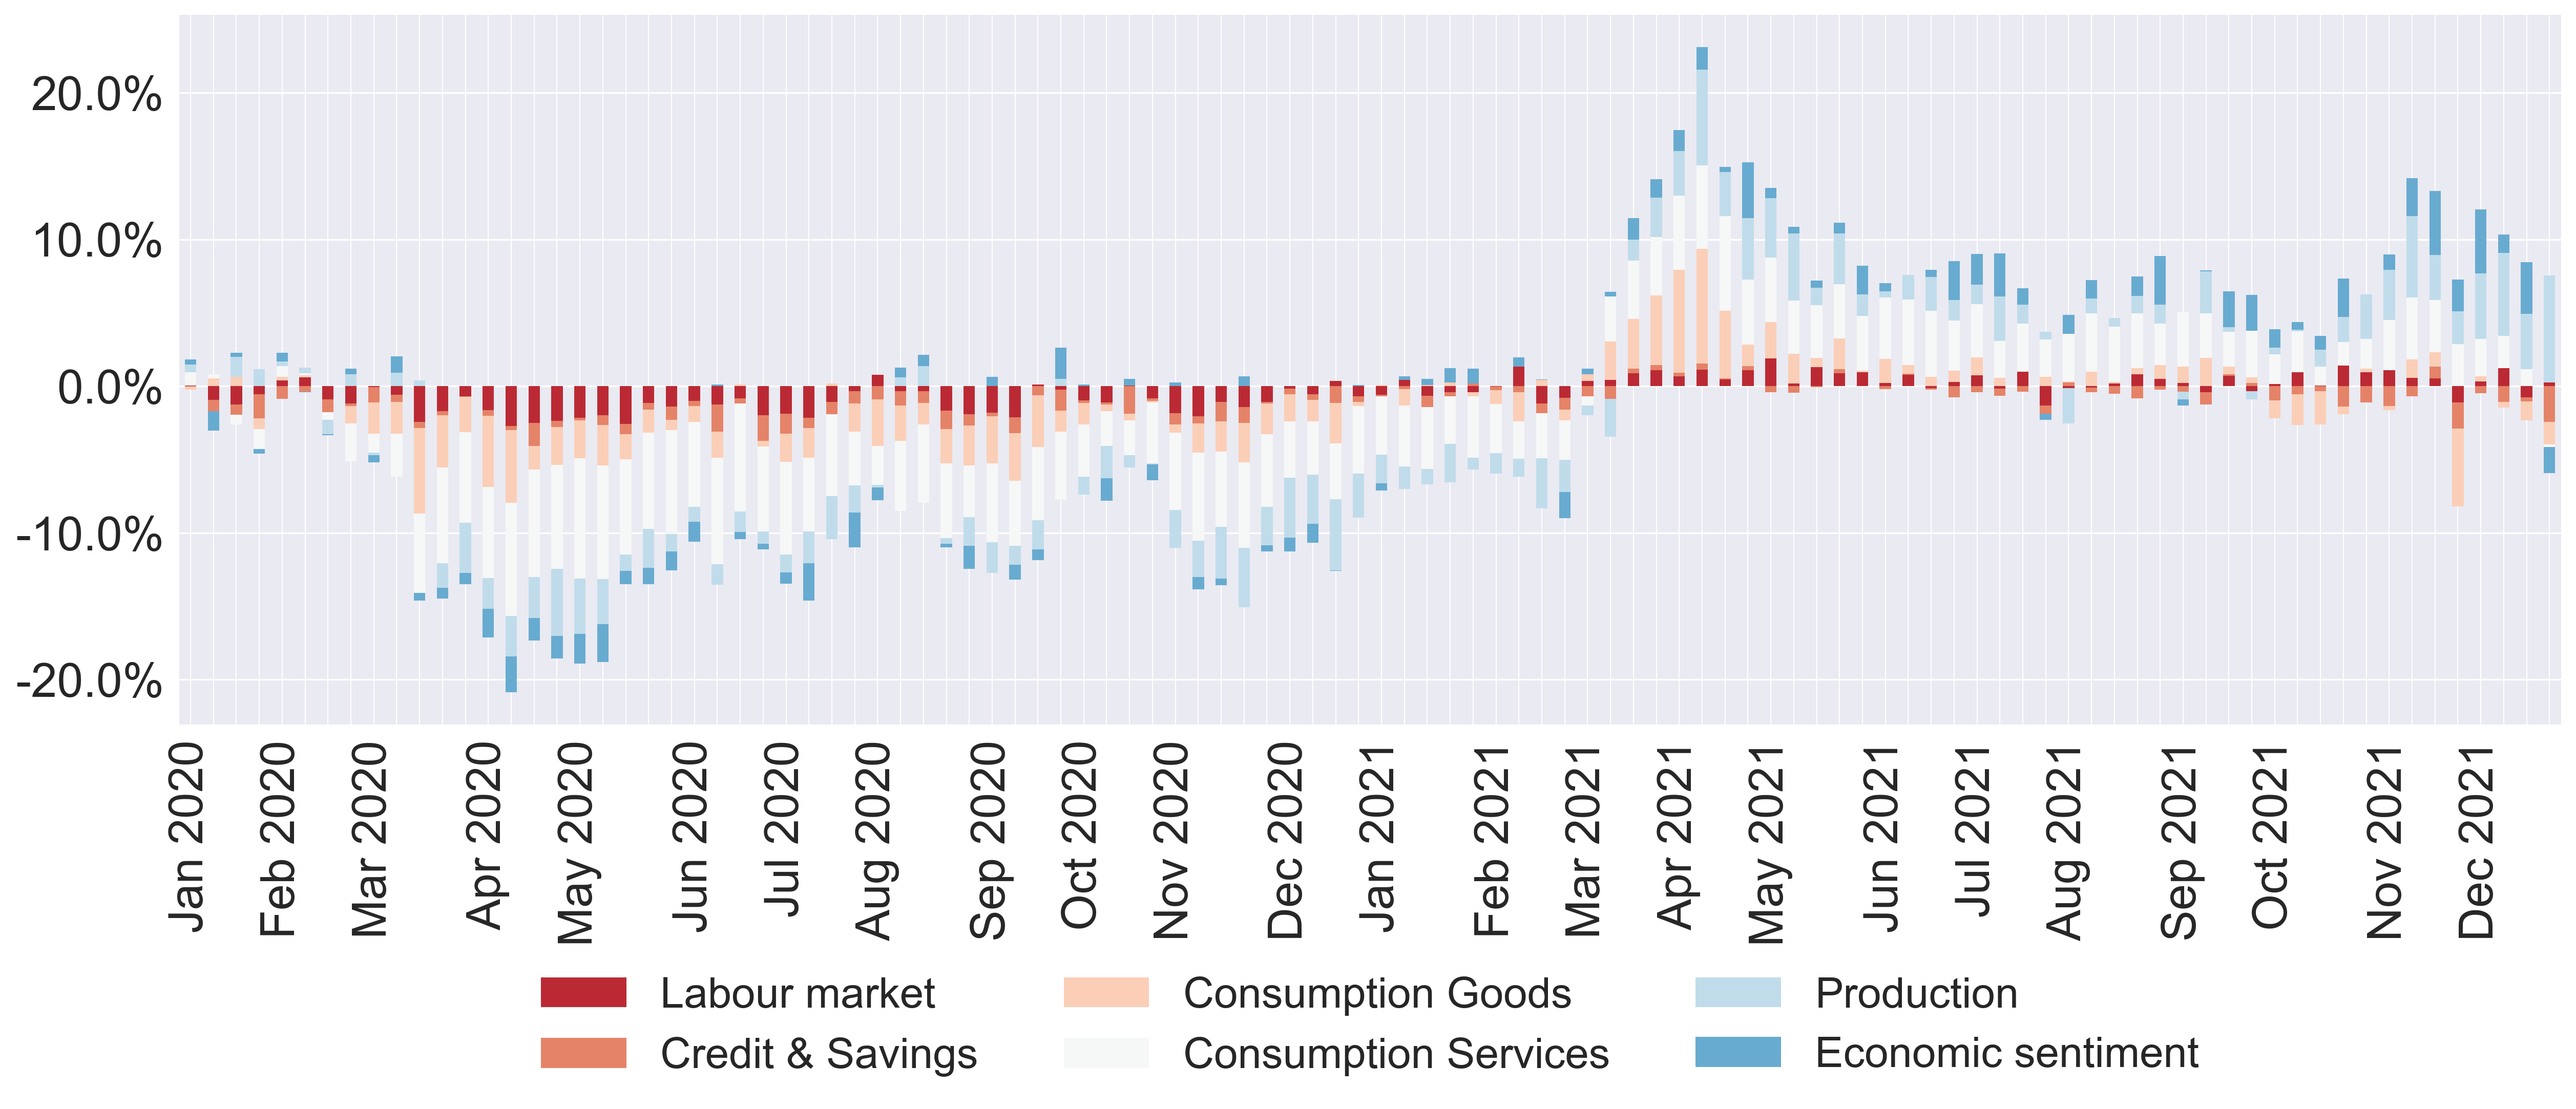 20.0%
10.0%
0.0%
-10.0%
-20.0%
Jan 2020
Feb 2020
Mar 2020
Apr 2020
May 2020
Jun 2020
Jul 2020
Aug 2020
Sep 2020
Oct 2020
Nov 2020
Dec 2020
Jan 2021
Feb 2021
Mar 2021
Apr 2021
May 2021
Jun 2021
Jul 2021
Aug 2021
Sep 2021
Oct 2021
Nov 2021
Dec 2021
Labour market
Consumption Goods
Production
Credit & Savings
Consumption Services
Economic sentiment